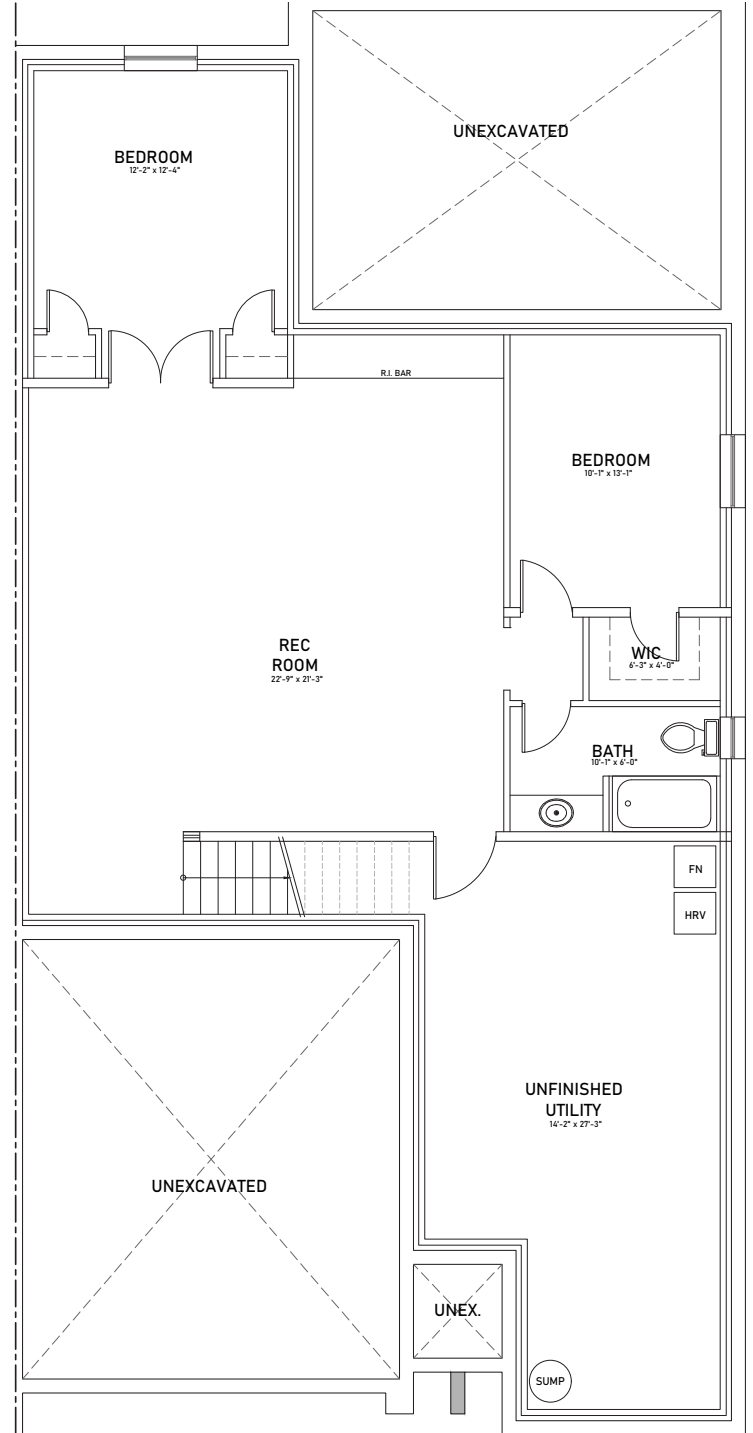 UNEXCAVATED
BEDROOM
12'-2" x 12'-4"
R.I. BAR
BEDROOM
10'-1" x 13'-1"
REC
ROOM
22'-9" x 21'-3"
WIC
6'-3" x 4'-0"
BATH
10'-1" x 6'-0"
FN
HRV
UNFINISHED
UTILITY
14'-2" x 27'-3"
UNEXCAVATED
UNEX.
SUMP